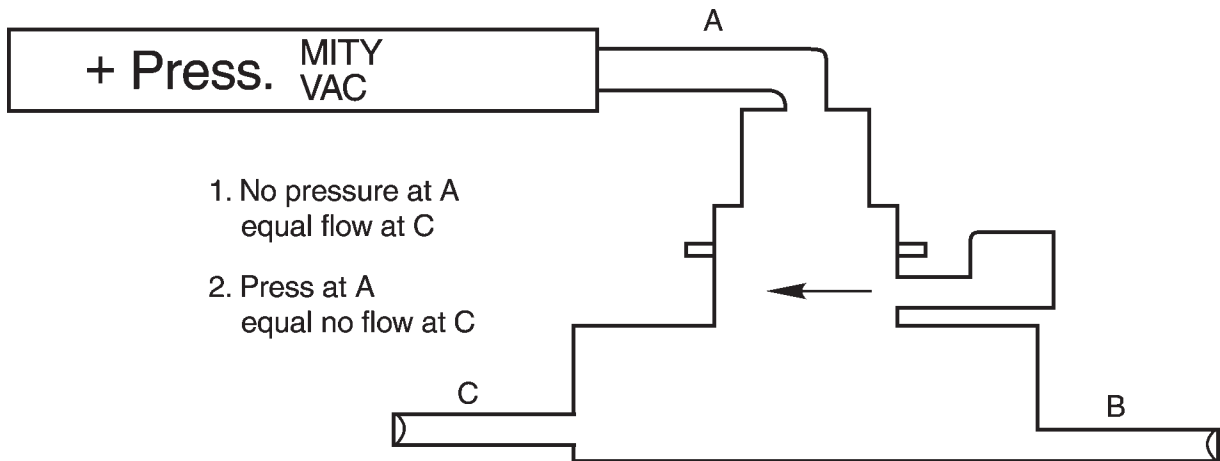 A
+ Press. MITY
VAC
1. No pressure at A
equal flow at C
2. Press at A
equal no flow at C
C
B